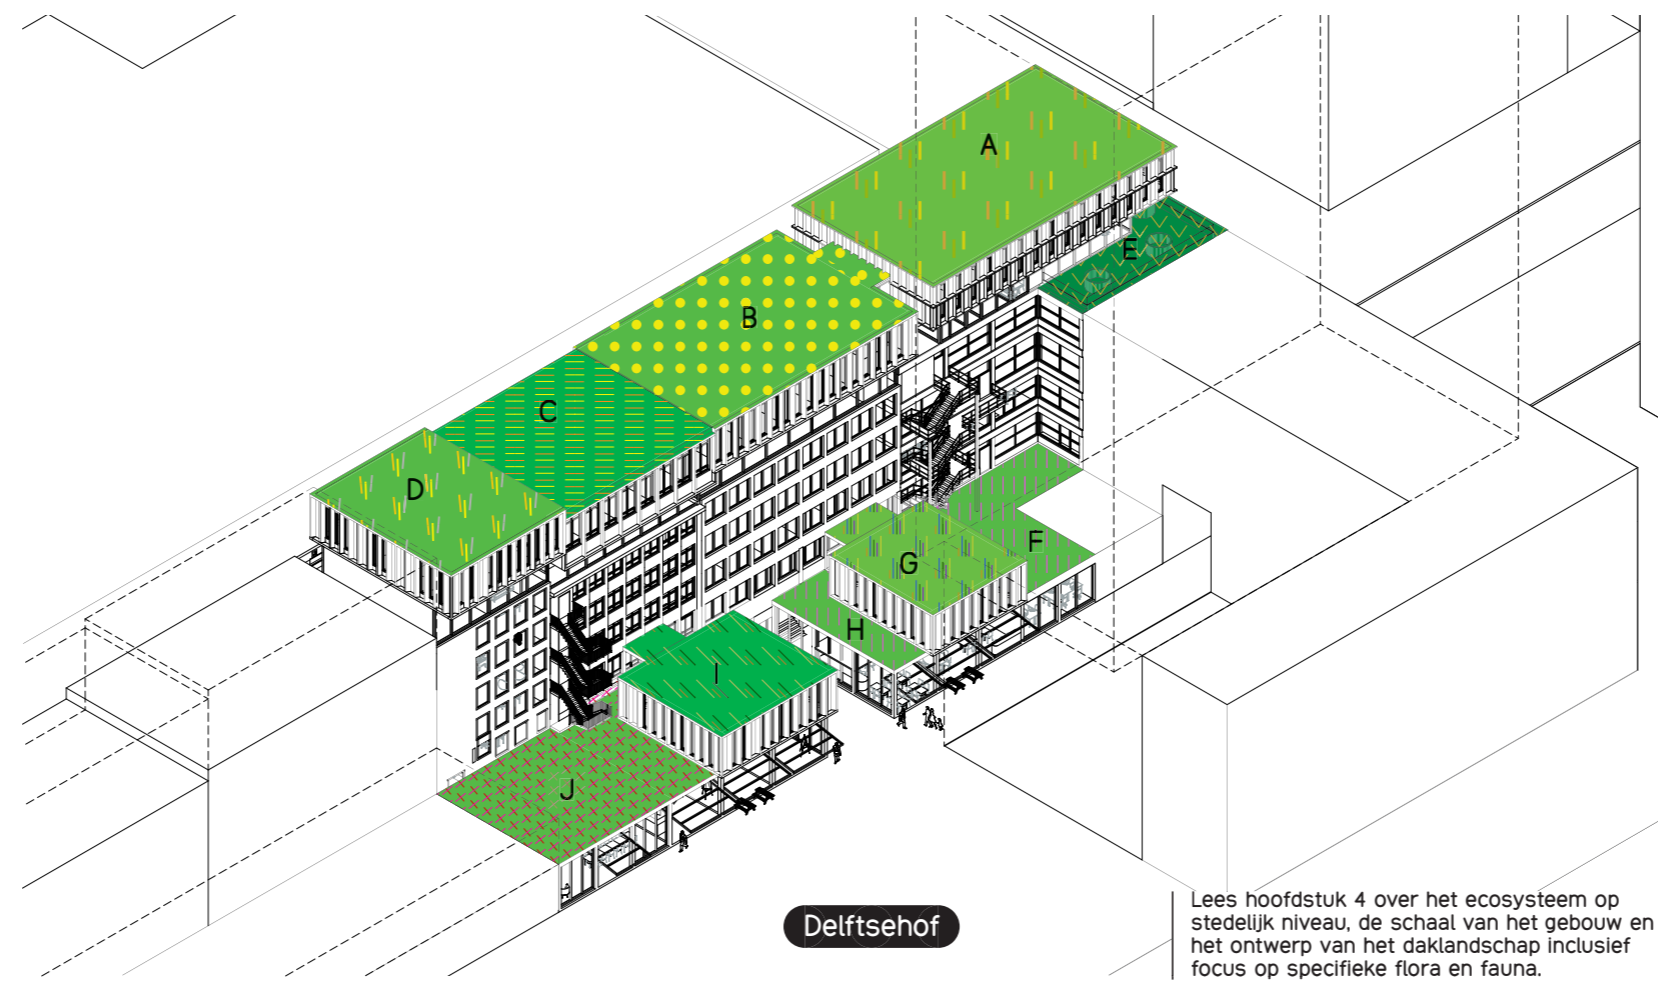 A
E
B
C
D
F
G
H
I
J
Delftsehof
Lees hoofdstuk 4 over het ecosysteem op
stedelijk niveau, de schaal van het gebouw en
het ontwerp van het daklandschap inclusief
focus op specifieke flora en fauna.